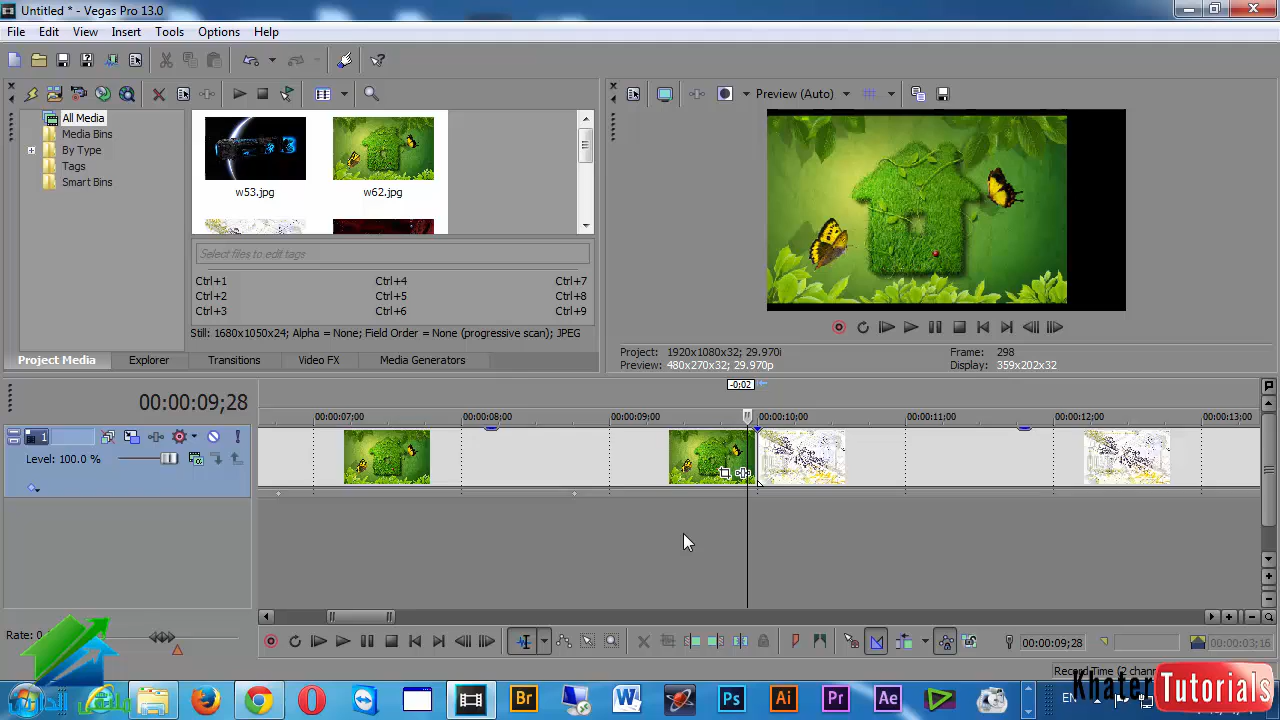 Untitled * - Vegas Pro 13.0
File Edit View Insert Tools Options Help
Preview (Auto)
All Media
Media Bins
By Type
Tags
Smart Bins
w53.jpg w62.jpg
Select files to edit tags
Ctrl+1 Ctrl+4 Ctrl+7
Ctrl+2 Ctrl+5 Ctrl+8
Ctrl+3 Ctrl+6 Ctrl+9
Still: 1680x1050x24; Alpha = None; Field Order = None (progressive scan); JPEG
Project Media Explorer Transitions Video FX Media Generators
Project: 1920x1080x32; 29.970i Frame: 298
Preview: 480x270x32; 29.970p Display: 359x202x32
-0:02
00:00:09;28
00:00:07;00 00:00:08;00 00:00:09;00 00:00:10;00 00:00:11;00 00:00:12;00 00:00:13;00
1
Level: 100.0 %
Rate: 0
00:00:09;28 00:00:03;16
Record Time (2 chann
Br W Ps Ai Pr Ae EN
Khater Tutorials